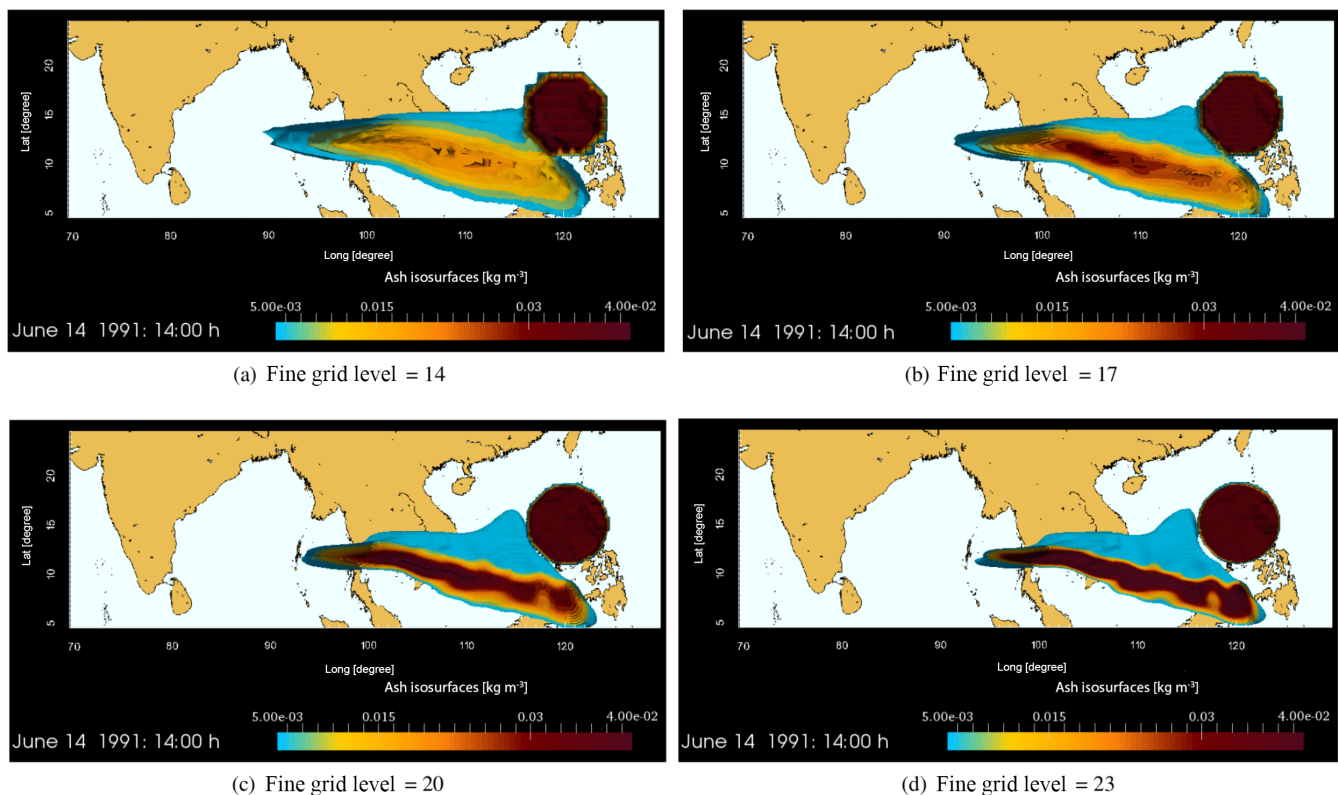 20
15
10
5
Lat [degree]
70 80 90 100 110 120
Long [degree]
Ash isosurfaces [kg m⁻³]
5.00e-03 0.015 0.03 4.00e-02
June 14 1991: 14:00 h
(a) Fine grid level = 14
20
15
10
5
Lat [degree]
70 80 90 100 110 120
Long [degree]
Ash isosurfaces [kg m⁻³]
5.00e-03 0.015 0.03 4.00e-02
June 14 1991: 14:00 h
(b) Fine grid level = 17
20
15
10
5
Lat [degree]
70 80 90 100 110 120
Long [degree]
Ash isosurfaces [kg m⁻³]
5.00e-03 0.015 0.03 4.00e-02
June 14 1991: 14:00 h
(c) Fine grid level = 20
20
15
10
5
Lat [degree]
70 80 90 100 110 120
Long [degree]
Ash isosurfaces [kg m⁻³]
5.00e-03 0.015 0.03 4.00e-02
June 14 1991: 14:00 h
(d) Fine grid level = 23